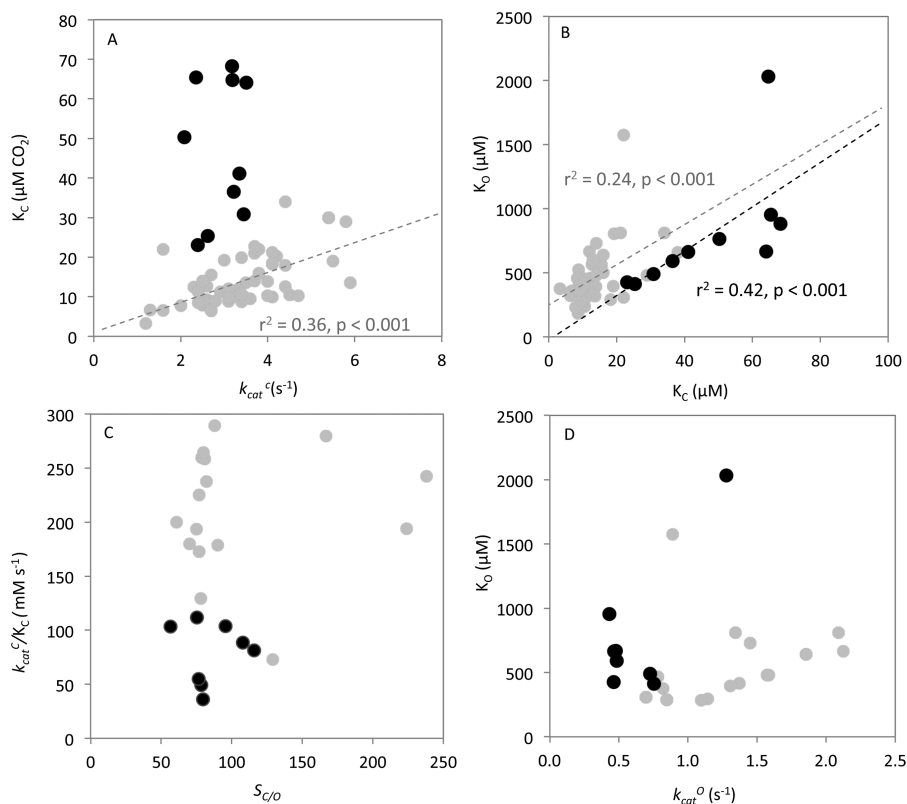 A
80
70
60
50
40
30
20
10
0
K_C (µM CO₂)
r² = 0.36, p < 0.001
0 2 4 6 8
k_cat^c (s⁻¹)
B
2500
2000
1500
1000
500
0
K_O (µM)
r² = 0.24, p < 0.001
r² = 0.42, p < 0.001
0 20 40 60 80 100
K_C (µM)
C
300
250
200
150
100
50
0
k_cat^C/K_C (mM s⁻¹)
0 50 100 150 200 250
S_C/O
D
2500
2000
1500
1000
500
0
K_O (µM)
0.0 0.5 1.0 1.5 2.0 2.5
k_cat^O (s⁻¹)